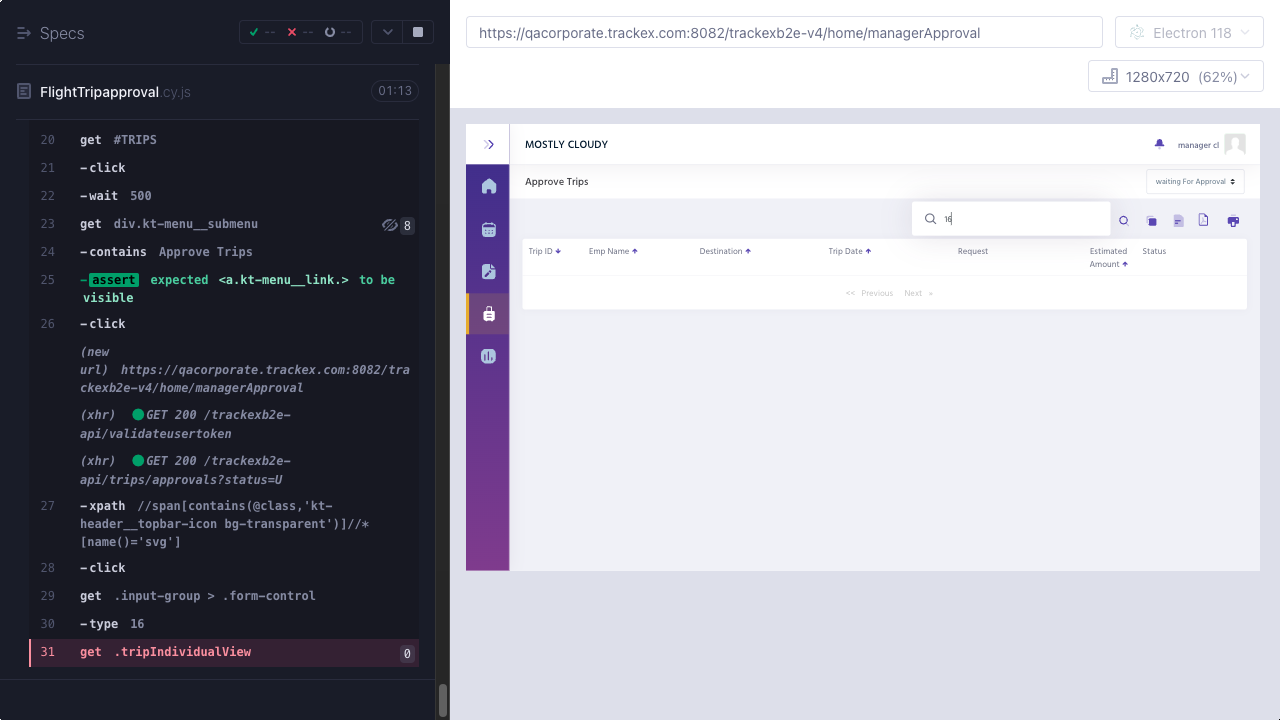 Specs
--
--
--
https://qacorporate.trackex.com:8082/trackexb2e-v4/home/managerApproval
Electron 118
1280x720 (62%)
FlightTripapproval.cy.js
01:13
20 get #TRIPS
21 -click
22 -wait 500
23 get div.kt-menu__submenu 8
24 -contains Approve Trips
25 -assert expected <a.kt-menu__link.> to be
visible
26 -click
(new
url) https://qacorporate.trackex.com:8082/tra
ckexb2e-v4/home/managerApproval
(xhr) GET 200 /trackexb2e-
api/validateusertoken
(xhr) GET 200 /trackexb2e-
api/trips/approvals?status=U
27 -xpath //span[contains(@class,'kt-
header__topbar-icon bg-transparent')]//*
[name()='svg']
28 -click
29 get .input-group > .form-control
30 -type 16
31 get .tripIndividualView 0
MOSTLY CLOUDY
manager cl
Approve Trips
waiting For Approval
16
Trip ID Emp Name Destination Trip Date Request Estimated Amount Status
<< Previous Next »